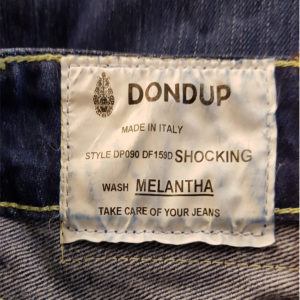 DONDUP
MADE IN ITALY
STYLE DP090 DF159D SHOCKING
WASH MELANTHA
TAKE CARE OF YOUR JEANS